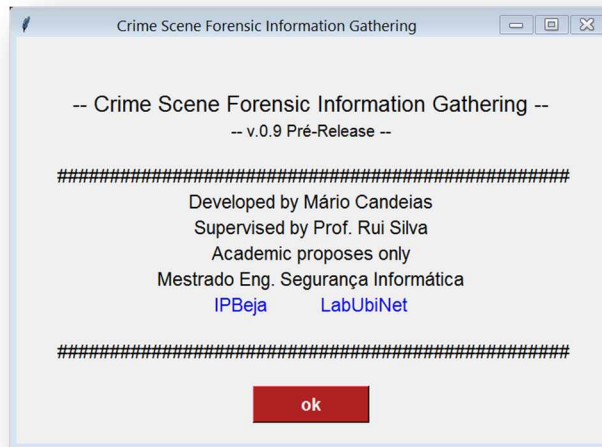 Crime Scene Forensic Information Gathering
-- Crime Scene Forensic Information Gathering --
-- v.0.9 Pré-Release --
##################################################
Developed by Mário Candeias
Supervised by Prof. Rui Silva
Academic proposes only
Mestrado Eng. Segurança Informática
IPBeja LabUbiNet
##################################################
ok